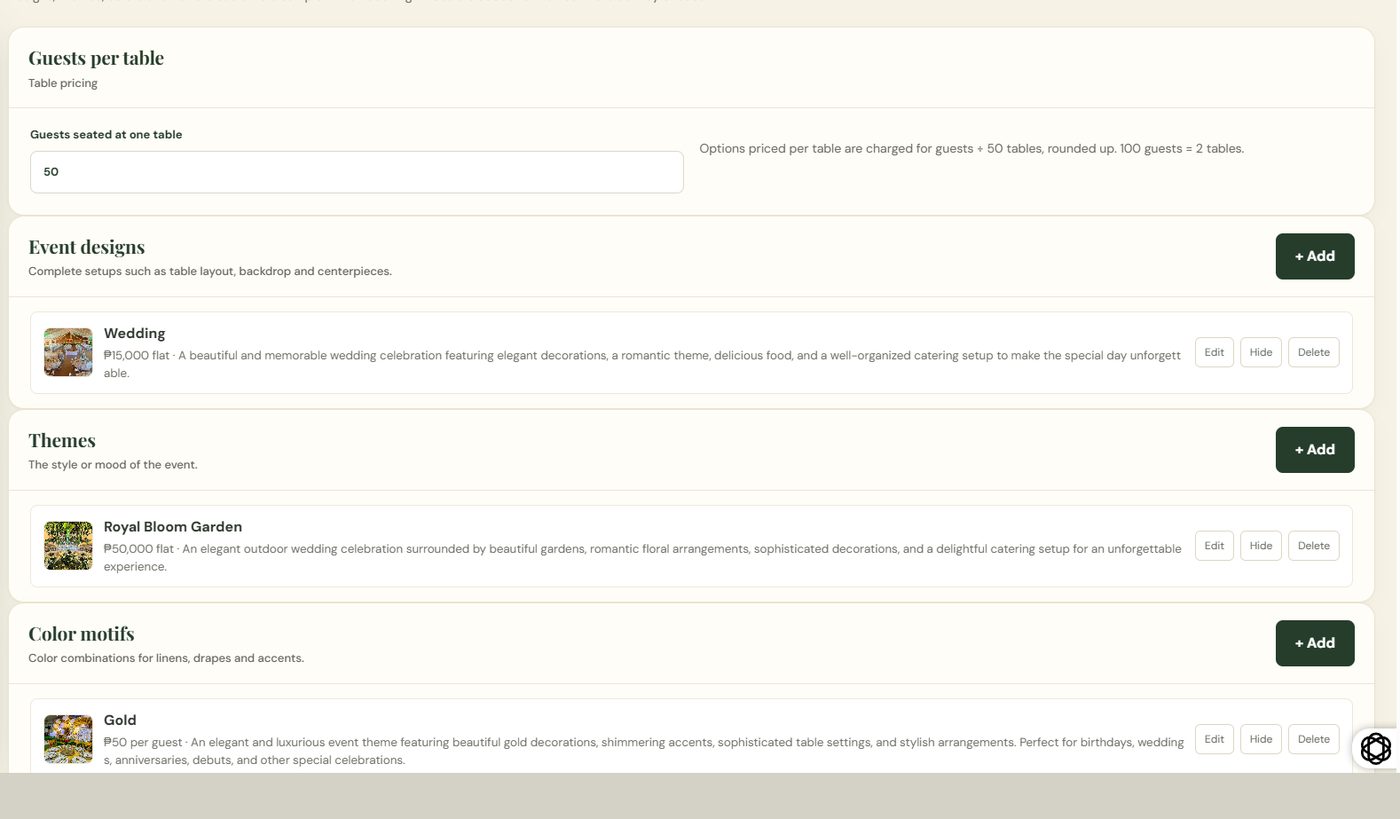 Guests per table
Table pricing
Guests seated at one table
50
Options priced per table are charged for guests ÷ 50 tables, rounded up. 100 guests = 2 tables.
Event designs
Complete setups such as table layout, backdrop and centerpieces.
+ Add
Wedding
₱15,000 flat · A beautiful and memorable wedding celebration featuring elegant decorations, a romantic theme, delicious food, and a well-organized catering setup to make the special day unforgett
able.
Edit
Hide
Delete
Themes
The style or mood of the event.
+ Add
Royal Bloom Garden
₱50,000 flat · An elegant outdoor wedding celebration surrounded by beautiful gardens, romantic floral arrangements, sophisticated decorations, and a delightful catering setup for an unforgettable
experience.
Edit
Hide
Delete
Color motifs
Color combinations for linens, drapes and accents.
+ Add
Gold
₱50 per guest · An elegant and luxurious event theme featuring beautiful gold decorations, shimmering accents, sophisticated table settings, and stylish arrangements. Perfect for birthdays, wedding
s, anniversaries, debuts, and other special celebrations.
Edit
Hide
Delete